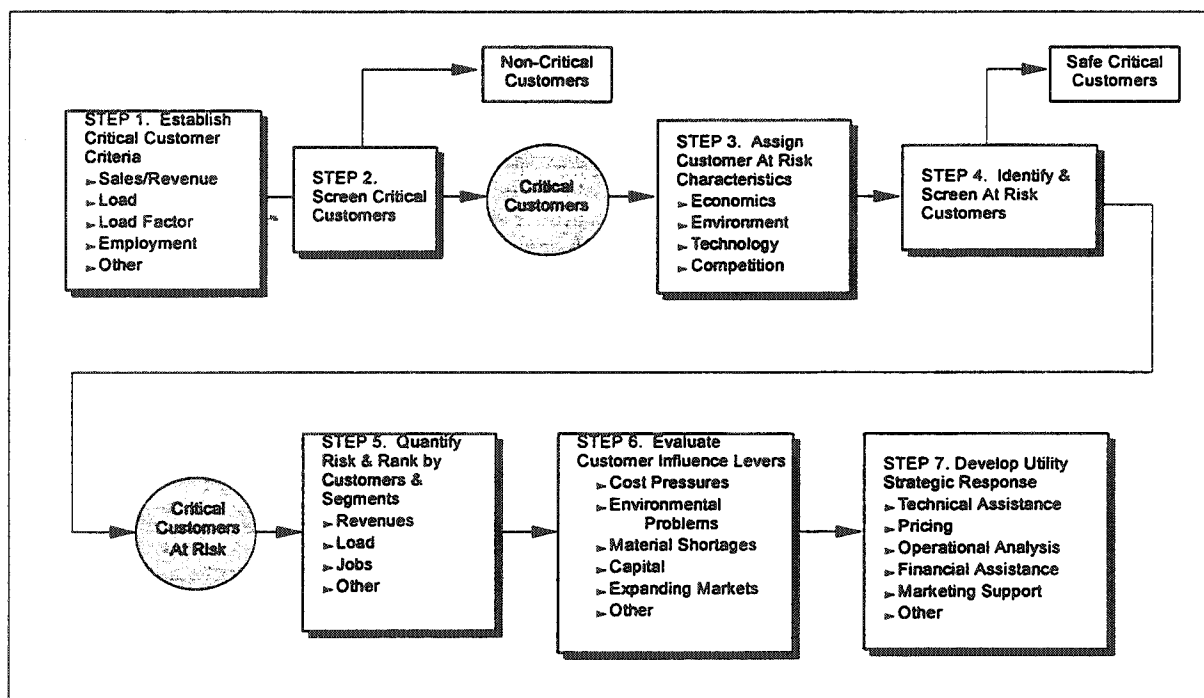 Non-Critical
Customers
Safe Critical
Customers
STEP 1. Establish
Critical Customer
Criteria
Sales/Revenue
Load
Load Factor
Employment
Other
STEP 2.
Screen Critical
Customers
Critical
Customers
STEP 3. Assign
Customer At Risk
Characteristics
Economics
Environment
Technology
Competition
STEP 4. Identify &
Screen At Risk
Customers
Critical
Customers
At Risk
STEP 5. Quantify
Risk & Rank by
Customers &
Segments
Revenues
Load
Jobs
Other
STEP 6. Evaluate
Customer Influence Levers
Cost Pressures
Environmental
Problems
Material Shortages
Capital
Expanding Markets
Other
STEP 7. Develop Utility
Strategic Response
Technical Assistance
Pricing
Operational Analysis
Financial Assistance
Marketing Support
Other